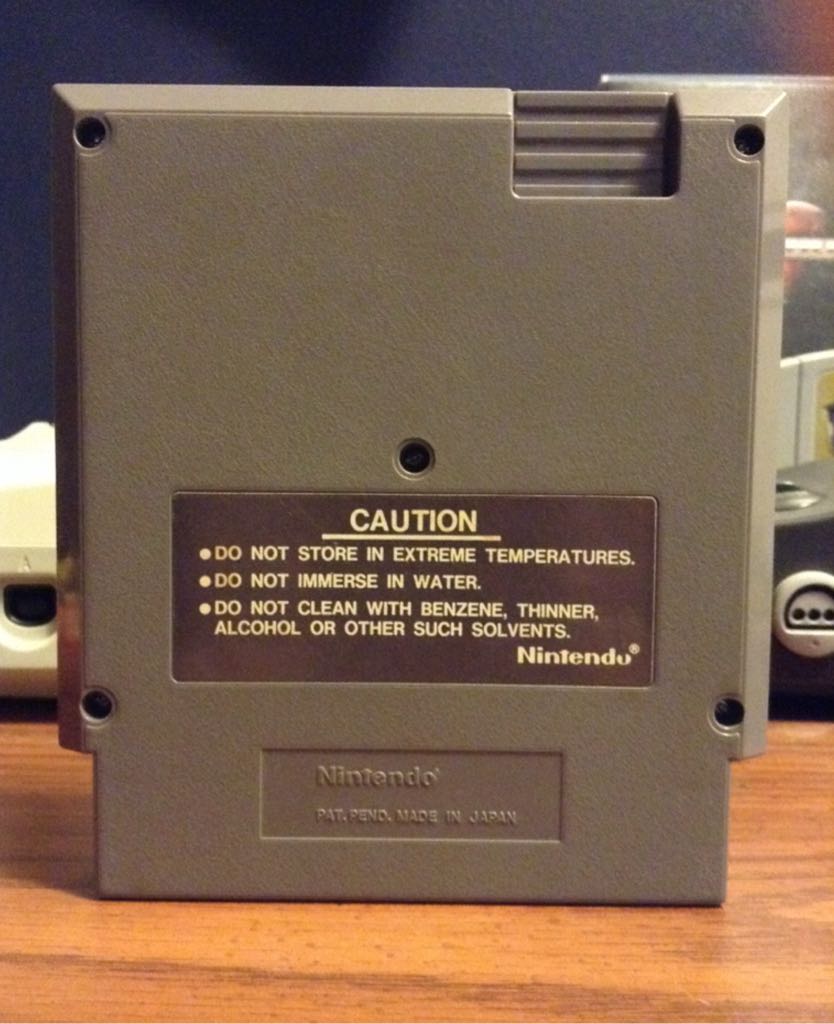 CAUTION
●DO NOT STORE IN EXTREME TEMPERATURES.
●DO NOT IMMERSE IN WATER.
●DO NOT CLEAN WITH BENZENE, THINNER,
ALCOHOL OR OTHER SUCH SOLVENTS.
Nintendo®
Nintendo®
PAT. PEND. MADE IN JAPAN
A